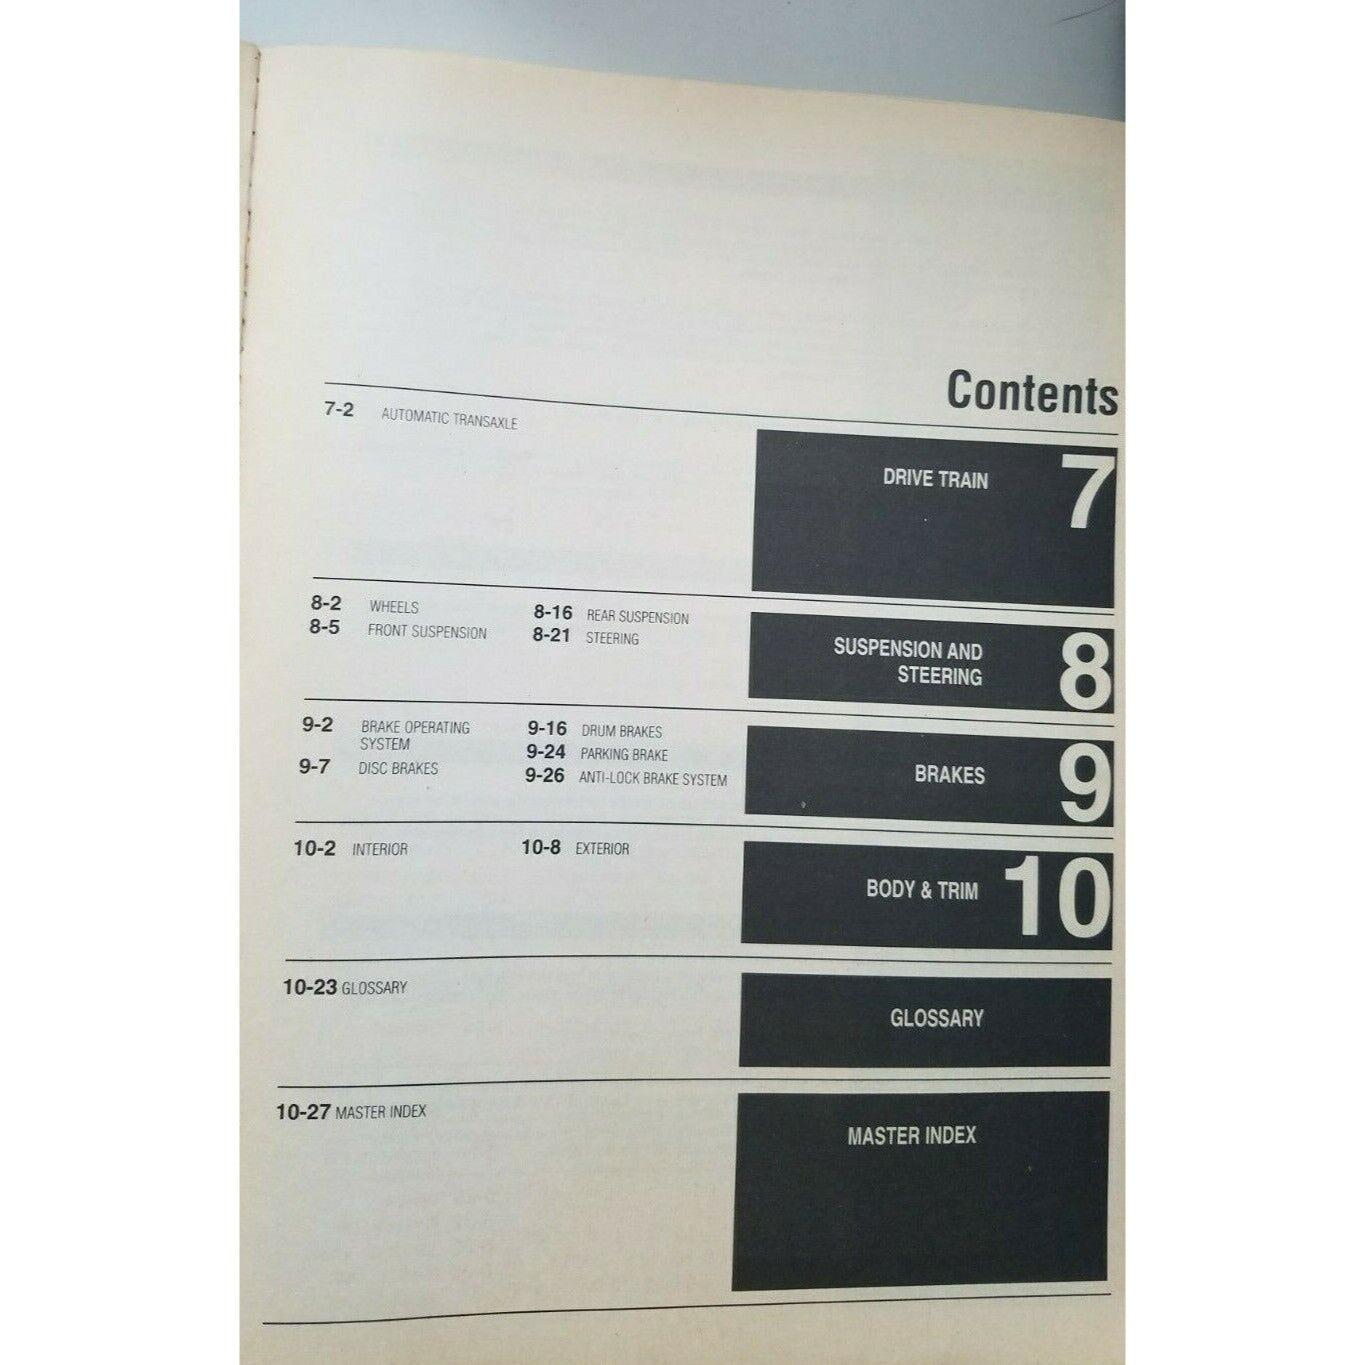 Contents
7-2 AUTOMATIC TRANSAXLE
DRIVE TRAIN 7
8-2 WHEELS
8-5 FRONT SUSPENSION
8-16 REAR SUSPENSION
8-21 STEERING
SUSPENSION AND
STEERING
8
9-2 BRAKE OPERATING
SYSTEM
9-7 DISC BRAKES
9-16 DRUM BRAKES
9-24 PARKING BRAKE
9-26 ANTI-LOCK BRAKE SYSTEM
BRAKES 9
10-2 INTERIOR
10-8 EXTERIOR
BODY & TRIM 10
10-23 GLOSSARY
GLOSSARY
10-27 MASTER INDEX
MASTER INDEX